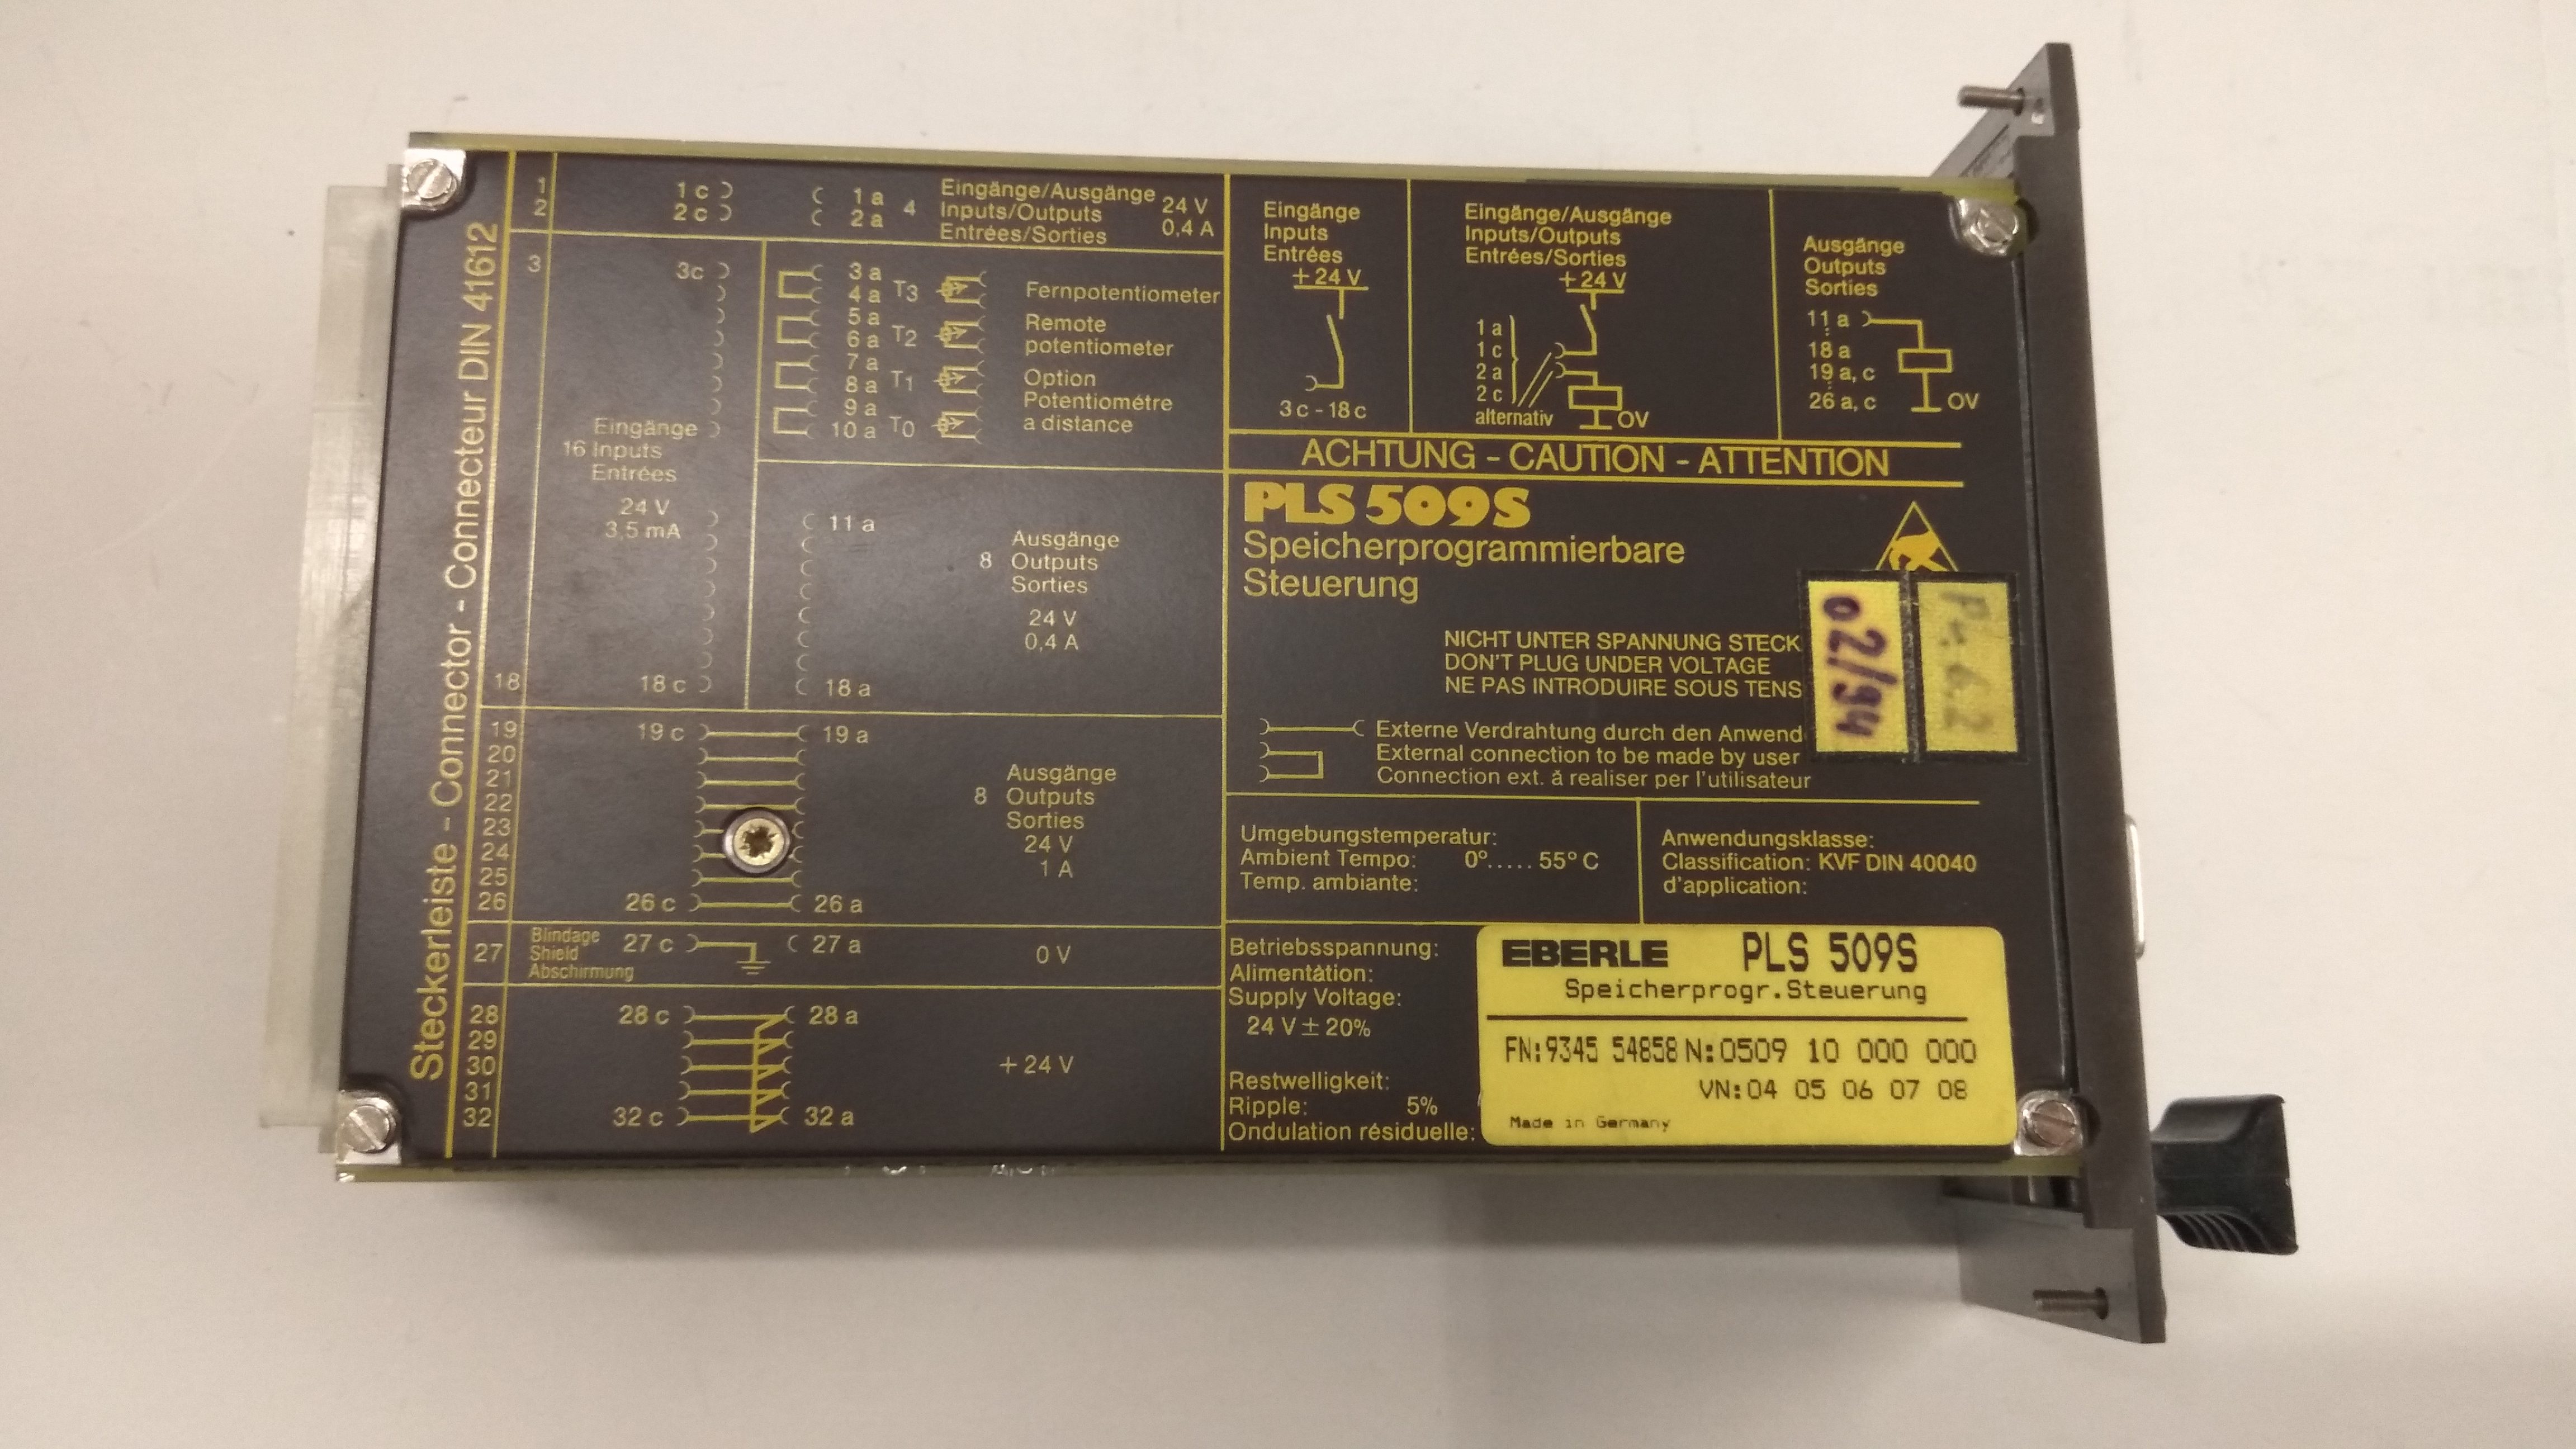 Steckerleiste - Connector - Connecteur DIN 41612
1
2
1 c
2 c
1 a
2 a
4
Eingänge/Ausgänge
Inputs/Outputs
Entrées/Sorties
24 V
0,4 A
3
3c
Eingänge
16 Inputs
Entrées
24 V
3,5 mA
18
18 c
3 a
4 a
T3
5 a
6 a
T2
7 a
8 a
T1
9 a
10 a
T0
Fernpotentiometer
Remote
potentiometer
Option
Potentiométre
a distance
11 a
18 a
Ausgänge
8 Outputs
Sorties
24 V
0,4 A
19
20
21
22
23
24
25
26
19 c
19 a
26 c
26 a
Ausgänge
8 Outputs
Sorties
24 V
1 A
27
Blindage
Shield
Abschirmung
27 c
27 a
0 V
28
29
30
31
32
28 c
28 a
32 c
32 a
+ 24 V
Eingänge
Inputs
Entrées
+ 24 V
3 c - 18 c
Eingänge/Ausgänge
Inputs/Outputs
Entrées/Sorties
+ 24 V
1 a
1 c
2 a
2 c
alternativ
OV
Ausgänge
Outputs
Sorties
11 a
18 a
19 a, c
26 a, c
OV
ACHTUNG - CAUTION - ATTENTION
PLS 509S
Speicherprogrammierbare
Steuerung
NICHT UNTER SPANNUNG STECK
DON'T PLUG UNDER VOLTAGE
NE PAS INTRODUIRE SOUS TENS
02/94
Externe Verdrahtung durch den Anwend
External connection to be made by user
Connection ext. à realiser per l'utilisateur
Umgebungstemperatur:
Ambient Tempo: 0°..... 55° C
Temp. ambiante:
Anwendungsklasse:
Classification: KVF DIN 40040
d'application:
Betriebsspannung:
Alimentàtion:
Supply Voltage:
24 V ± 20%
Restwelligkeit:
Ripple: 5%
Ondulation résiduelle:
EBERLE PLS 509S
Speicherprogr.Steuerung
FN:9345 54858 N:0509 10 000 000
VN:04 05 06 07 08
Made in Germany